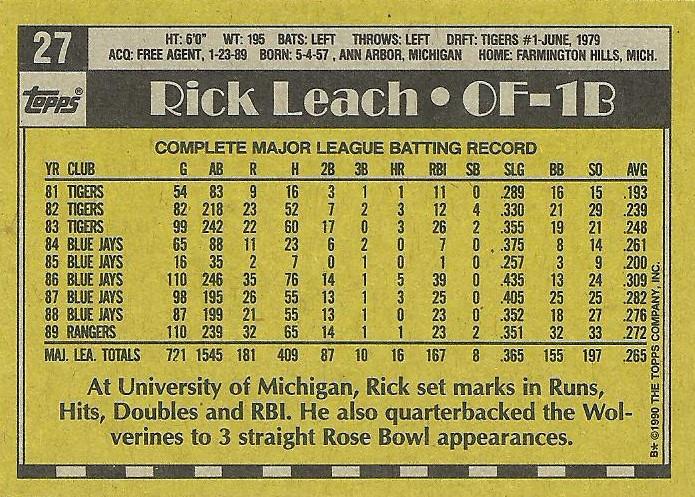 27
HT: 6'0" WT: 195 BATS: LEFT THROWS: LEFT DRFT: TIGERS #1-JUNE, 1979
ACQ: FREE AGENT, 1-23-89 BORN: 5-4-57, ANN ARBOR, MICHIGAN HOME: FARMINGTON HILLS, MICH.
topps® Rick Leach • OF-1B
COMPLETE MAJOR LEAGUE BATTING RECORD
YR CLUB G AB R H 2B 3B HR RBI SB SLG BB SO AVG
81 TIGERS 54 83 9 16 3 1 1 11 0 .289 16 15 .193
82 TIGERS 82 218 23 52 7 2 3 12 4 .330 21 29 .239
83 TIGERS 99 242 22 60 17 0 3 26 2 .355 19 21 .248
84 BLUE JAYS 65 88 11 23 6 2 0 7 0 .375 8 14 .261
85 BLUE JAYS 16 35 2 7 0 1 0 1 0 .257 3 9 .200
86 BLUE JAYS 110 246 35 76 14 1 5 39 0 .435 13 24 .309
87 BLUE JAYS 98 195 26 55 13 1 3 25 0 .405 25 25 .282
88 BLUE JAYS 87 199 21 55 13 1 0 23 0 .352 18 27 .276
89 RANGERS 110 239 32 65 14 1 1 23 2 .351 32 33 .272
MAJ. LEA. TOTALS 721 1545 181 409 87 10 16 167 8 .365 155 197 .265
At University of Michigan, Rick set marks in Runs,
Hits, Doubles and RBI. He also quarterbacked the Wol-
verines to 3 straight Rose Bowl appearances.
B* ©1990 THE TOPPS COMPANY, INC.